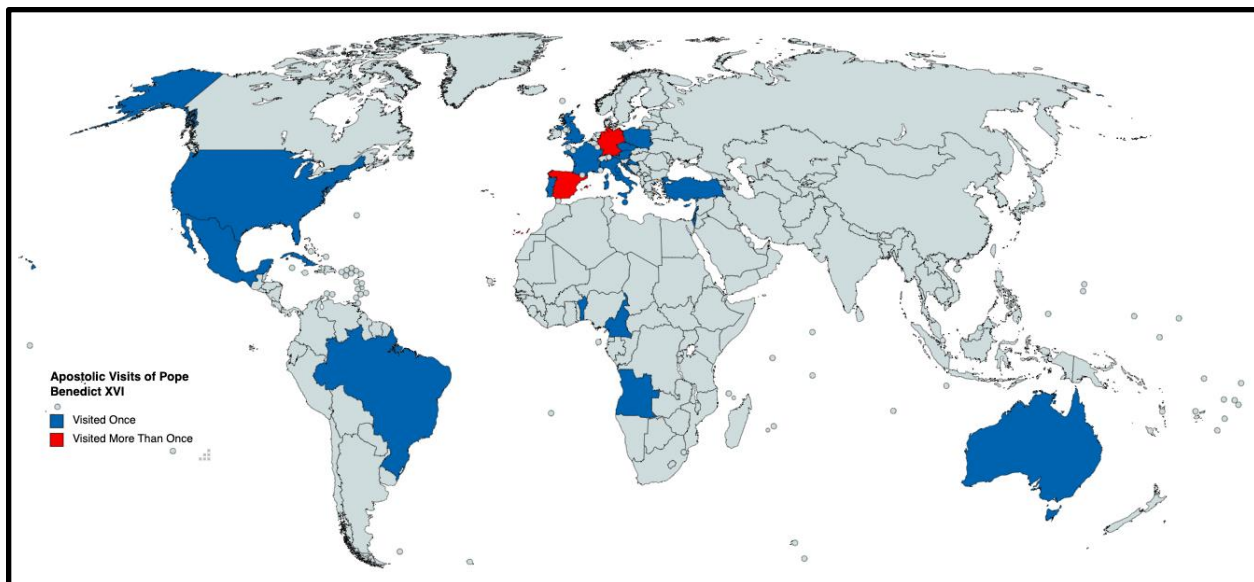 Apostolic Visits of Pope
Benedict XVI
Visited Once
Visited More Than Once